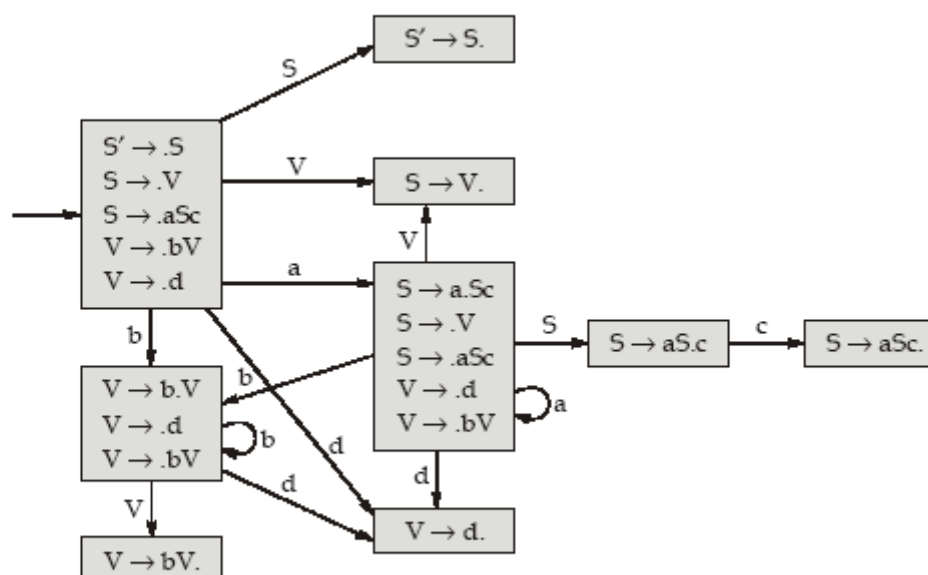 S′ → S.
S
S′ → .S
S → .V
S → .aSc
V → .bV
V → .d
V
S → V.
V
a
S → a.Sc
S → .V
S → .aSc
V → .d
V → .bV
S
S → aS.c
c
S → aSc.
b
b
a
V → b.V
V → .d
V → .bV
b
d
d
d
V
V → d.
V → bV.